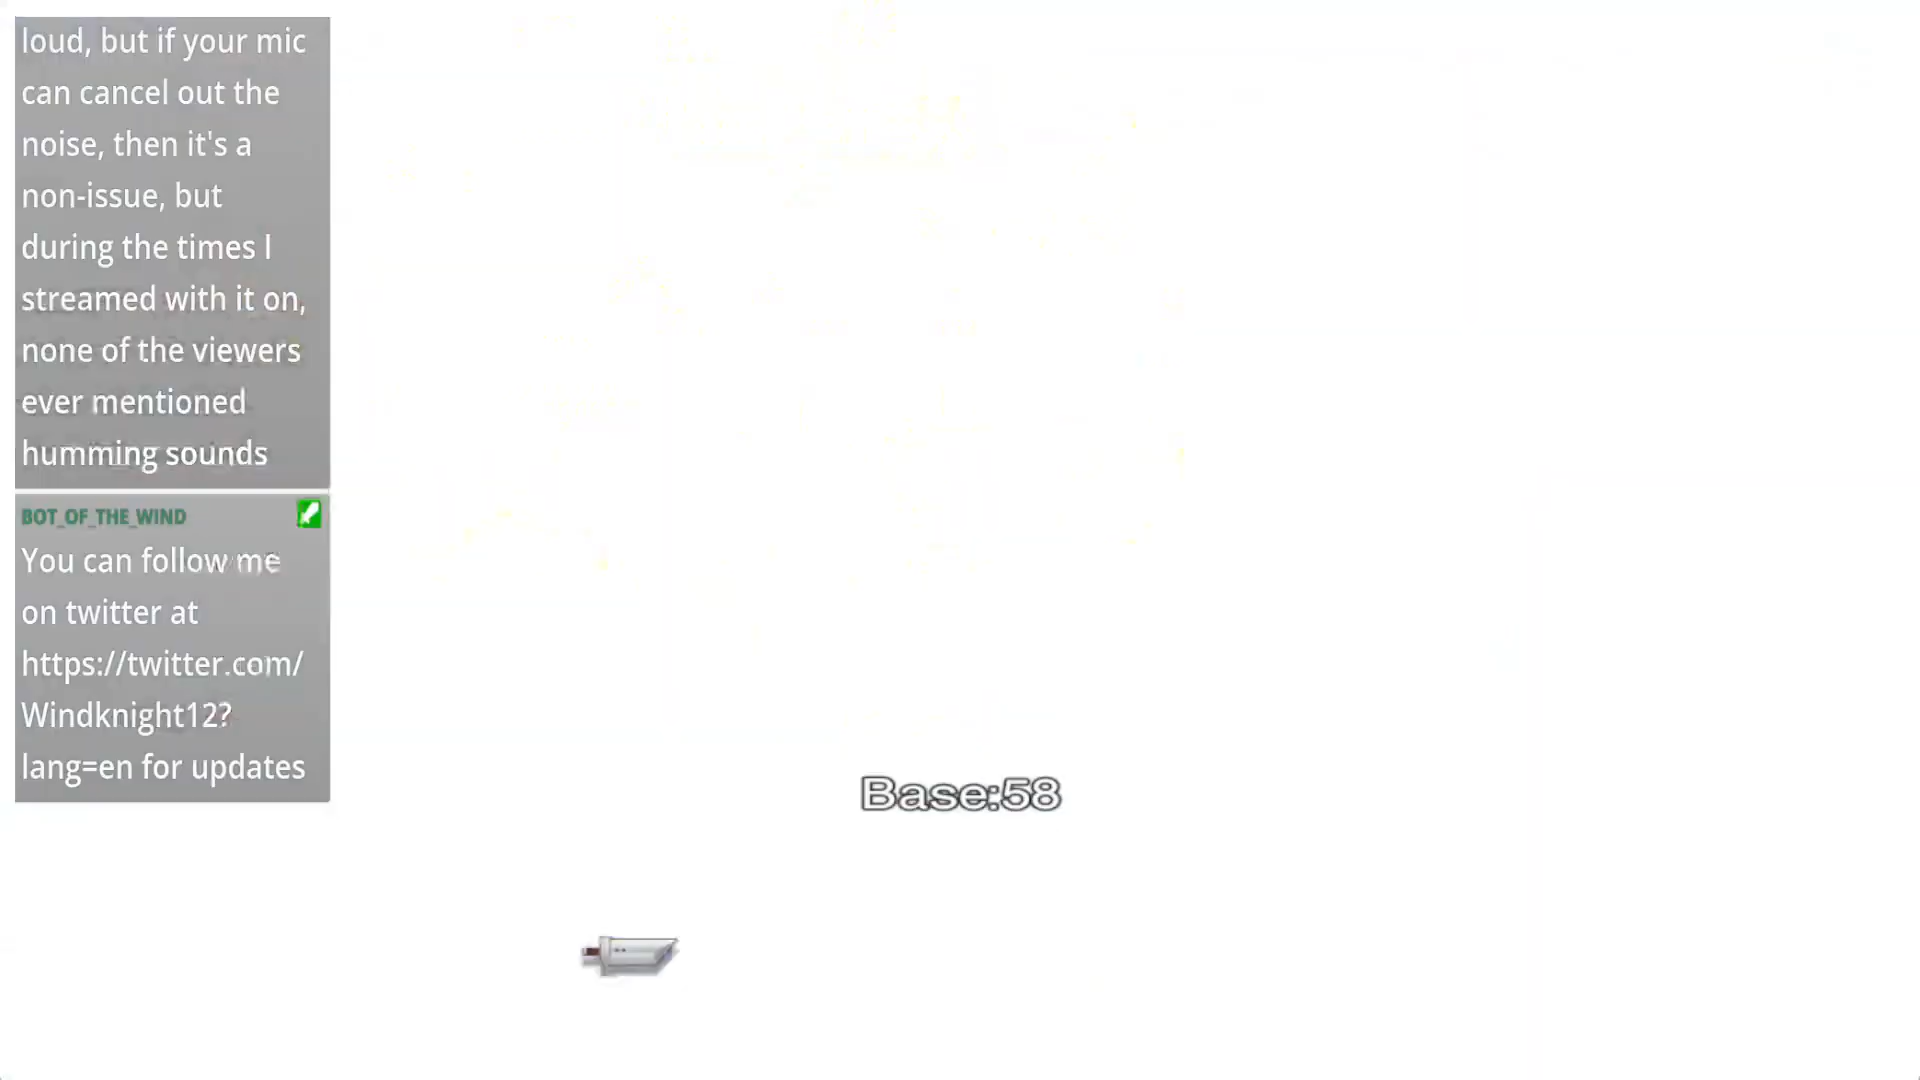 loud, but if your mic
can cancel out the
noise, then it's a
non-issue, but
during the times I
streamed with it on,
none of the viewers
ever mentioned
humming sounds
BOT_OF_THE_WIND
You can follow me
on twitter at
https://twitter.com/
Windknight12?
lang=en for updates
Base:58